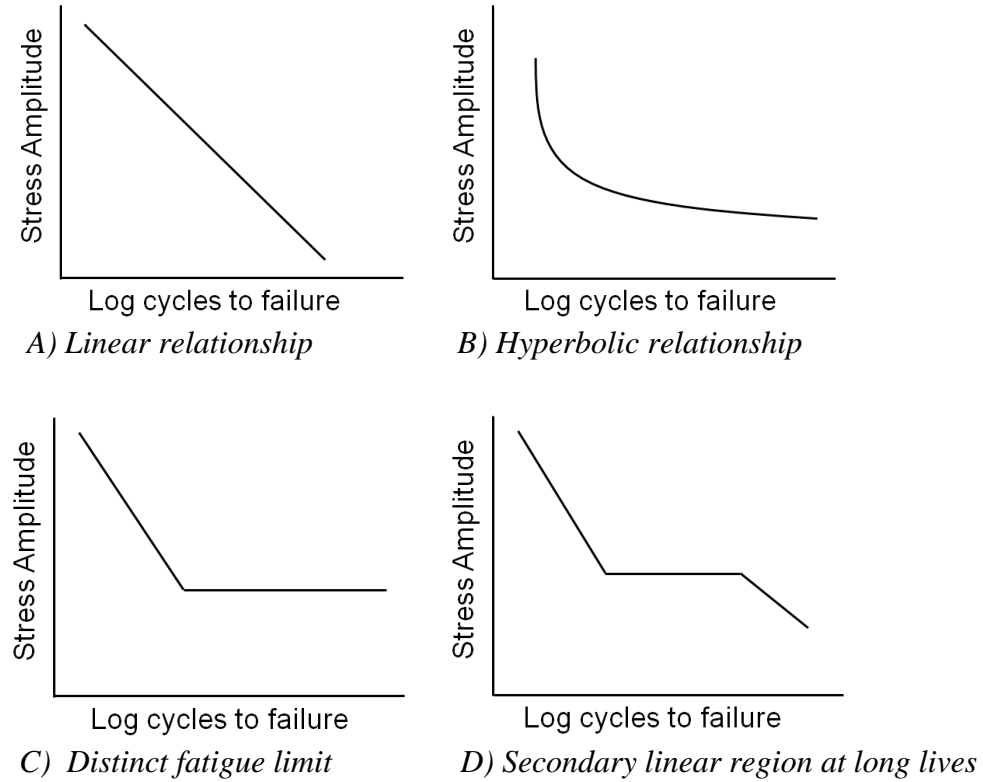 Stress Amplitude
Log cycles to failure
A) Linear relationship
Stress Amplitude
Log cycles to failure
B) Hyperbolic relationship
Stress Amplitude
Log cycles to failure
C) Distinct fatigue limit
Stress Amplitude
Log cycles to failure
D) Secondary linear region at long lives